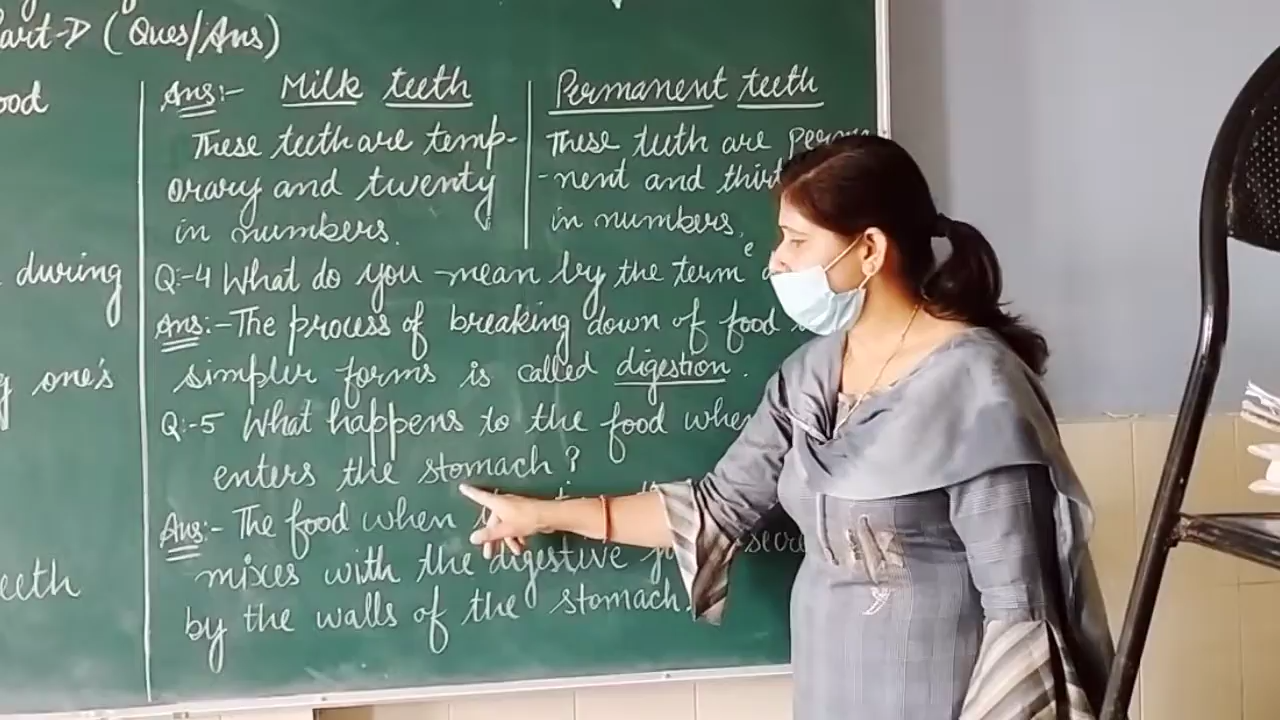 Part-D (Ques/Ans)
during
one's
Ans:- Milk teeth
These teeth are temp-
orary and twenty
in numbers.
Permanent teeth
These teeth are
-nent and
in numbers.
Q:-4 What do you mean by the term
Ans:- The process of breaking down of food
simpler forms is called digestion.
Q:-5 What happens to the food when
enters the stomach?
Ans:- The food when
mixes with the digestive
by the walls of the stomach.